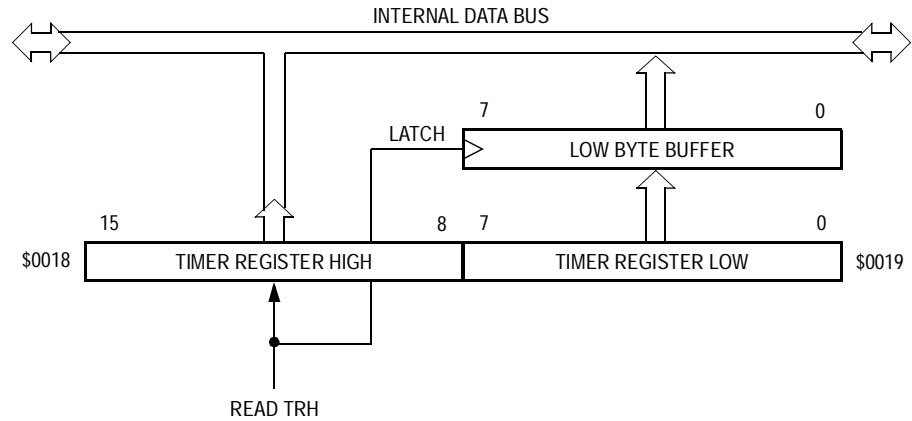 INTERNAL DATA BUS
7 0
LATCH
LOW BYTE BUFFER
15 8 7 0
$0018 TIMER REGISTER HIGH TIMER REGISTER LOW $0019
READ TRH